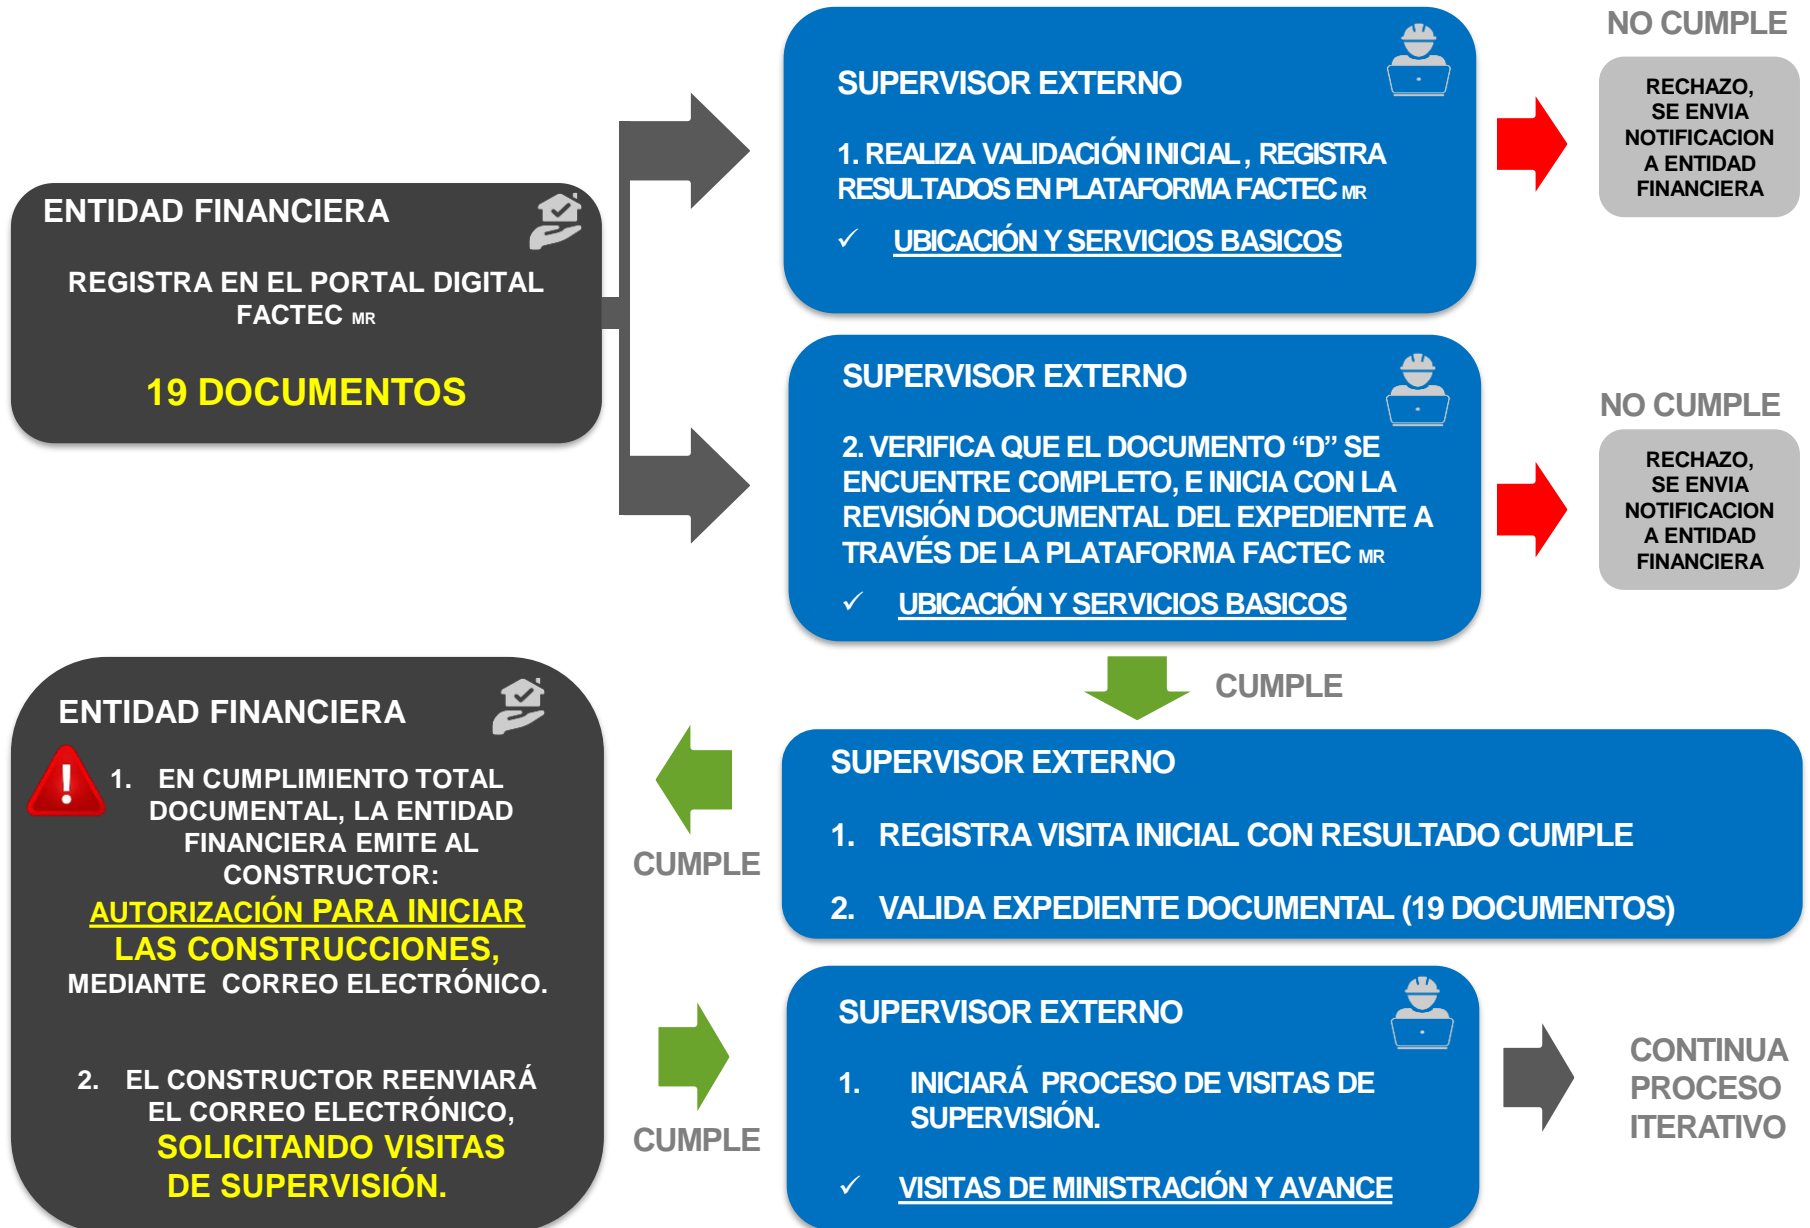 ENTIDAD FINANCIERA
REGISTRA EN EL PORTAL DIGITAL
FACTEC MR
19 DOCUMENTOS
SUPERVISOR EXTERNO
1. REALIZA VALIDACIÓN INICIAL , REGISTRA
RESULTADOS EN PLATAFORMA FACTEC MR
✓ UBICACIÓN Y SERVICIOS BASICOS
NO CUMPLE
RECHAZO,
SE ENVIA
NOTIFICACION
A ENTIDAD
FINANCIERA
SUPERVISOR EXTERNO
2. VERIFICA QUE EL DOCUMENTO “D” SE
ENCUENTRE COMPLETO, E INICIA CON LA
REVISIÓN DOCUMENTAL DEL EXPEDIENTE A
TRAVÉS DE LA PLATAFORMA FACTEC MR
✓ UBICACIÓN Y SERVICIOS BASICOS
NO CUMPLE
RECHAZO,
SE ENVIA
NOTIFICACION
A ENTIDAD
FINANCIERA
CUMPLE
SUPERVISOR EXTERNO
1. REGISTRA VISITA INICIAL CON RESULTADO CUMPLE
2. VALIDA EXPEDIENTE DOCUMENTAL (19 DOCUMENTOS)
CUMPLE
ENTIDAD FINANCIERA
1. EN CUMPLIMIENTO TOTAL
DOCUMENTAL, LA ENTIDAD
FINANCIERA EMITE AL
CONSTRUCTOR:
AUTORIZACIÓN PARA INICIAR
LAS CONSTRUCCIONES,
MEDIANTE CORREO ELECTRÓNICO.
2. EL CONSTRUCTOR REENVIARÁ
EL CORREO ELECTRÓNICO,
SOLICITANDO VISITAS
DE SUPERVISIÓN.
CUMPLE
SUPERVISOR EXTERNO
1. INICIARÁ PROCESO DE VISITAS DE
SUPERVISIÓN.
✓ VISITAS DE MINISTRACIÓN Y AVANCE
CONTINUA
PROCESO
ITERATIVO